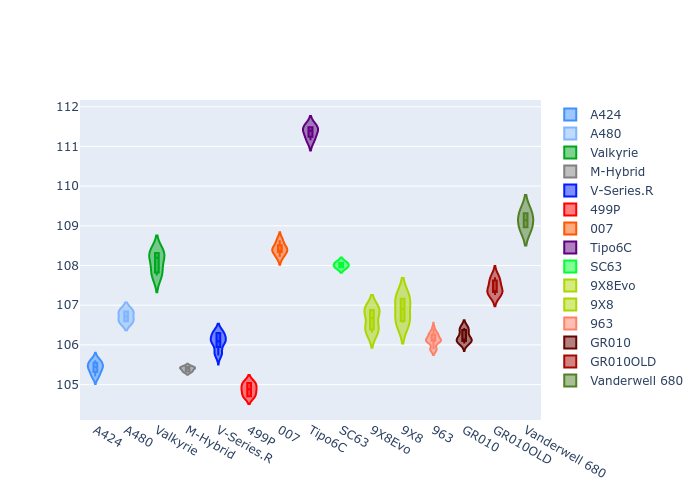 112
111
110
109
108
107
106
105
A424
A480
Valkyrie
M-Hybrid
V-Series.R
499P
007
Tipo6C
SC63
9X8Evo
9X8
963
GR010
GR010OLD
Vanderwell 680
A424
A480
Valkyrie
M-Hybrid
V-Series.R
499P
007
Tipo6C
SC63
9X8Evo
9X8
963
GR010
GR010OLD
Vanderwell 680